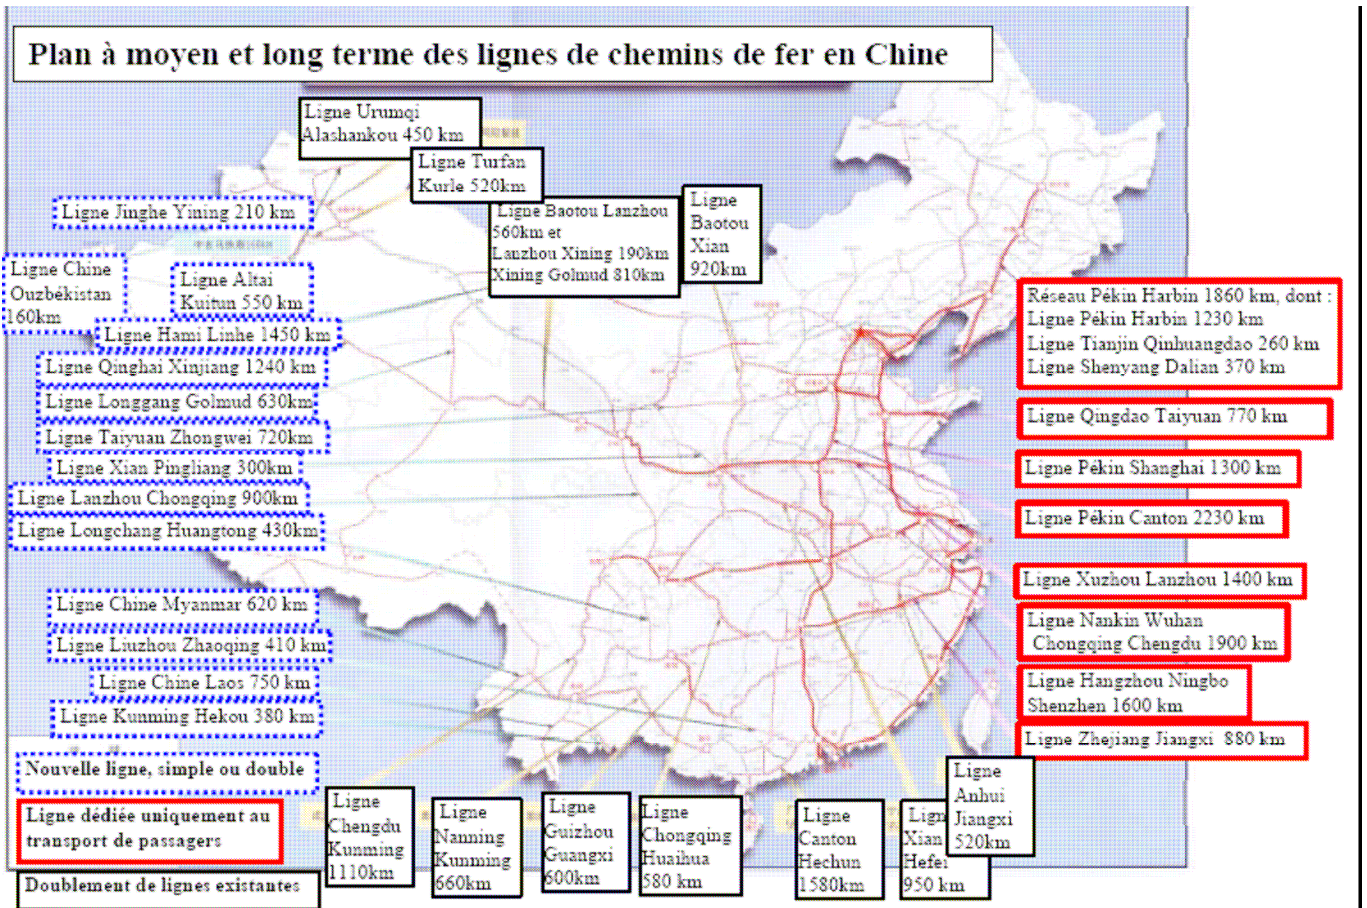 Plan à moyen et long terme des lignes de chemins de fer en Chine
Ligne Urumqi
Alashankou 450 km
Ligne Turfan
Kurle 520km
Ligne Baotou Lanzhou
560km et
Lanzhou Xining 190km
Xining Golmud 810km
Ligne
Baotou
Xian
920km
Ligne Jinghe Yining 210 km
Ligne Chine
Ouzbékistan
160km
Ligne Altai
Kuitun 550 km
Ligne Hami Linhe 1450 km
Ligne Qinghai Xinjiang 1240 km
Ligne Longgang Golmud 630km
Ligne Taiyuan Zhongwei 720km
Ligne Xian Pingliang 300km
Ligne Lanzhou Chongqing 900km
Ligne Longchang Huangtong 430km
Ligne Chine Myanmar 620 km
Ligne Liuzhou Zhaoqing 410 km
Ligne Chine Laos 750 km
Ligne Kunming Hekou 380 km
Nouvelle ligne, simple ou double
Ligne dédiée uniquement au
transport de passagers
Doublement de lignes existantes
Réseau Pékin Harbin 1860 km, dont :
Ligne Pékin Harbin 1230 km
Ligne Tianjin Qinhuangdao 260 km
Ligne Shenyang Dalian 370 km
Ligne Qingdao Taiyuan 770 km
Ligne Pékin Shanghai 1300 km
Ligne Pékin Canton 2230 km
Ligne Xuzhou Lanzhou 1400 km
Ligne Nankin Wuhan
Chongqing Chengdu 1900 km
Ligne Hangzhou Ningbo
Shenzhen 1600 km
Ligne Zhejiang Jiangxi 880 km
Ligne
Chengdu
Kunming
1110km
Ligne
Nanning
Kunming
660km
Ligne
Guizhou
Guangxi
600km
Ligne
Chongqing
Huaihua
580 km
Ligne
Canton
Hechun
1580km
Lign
Xian
Hefei
950 km
Ligne
Anhui
Jiangxi
520km